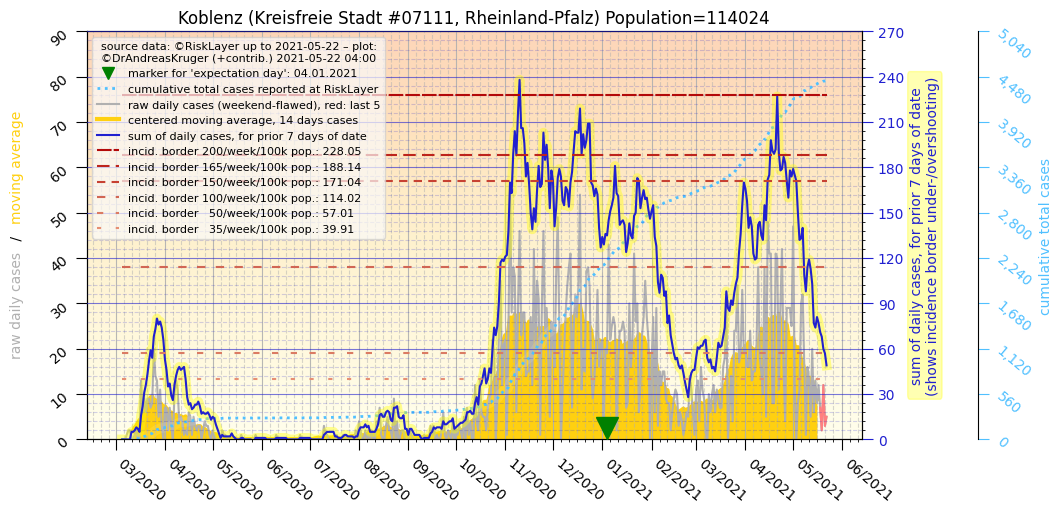 Koblenz (Kreisfreie Stadt #07111, Rheinland-Pfalz) Population=114024
source data: ©RiskLayer up to 2021-05-22 – plot:
©DrAndreasKruger (+contrib.) 2021-05-22 04:00
marker for 'expectation day': 04.01.2021
cumulative total cases reported at RiskLayer
raw daily cases (weekend-flawed), red: last 5
centered moving average, 14 days cases
sum of daily cases, for prior 7 days of date
incid. border 200/week/100k pop.: 228.05
incid. border 165/week/100k pop.: 188.14
incid. border 150/week/100k pop.: 171.04
incid. border 100/week/100k pop.: 114.02
incid. border   50/week/100k pop.: 57.01
incid. border   35/week/100k pop.: 39.91
raw daily cases / moving average
90
80
70
60
50
40
30
20
10
0
03/2020
04/2020
05/2020
06/2020
07/2020
08/2020
09/2020
10/2020
11/2020
12/2020
01/2021
02/2021
03/2021
04/2021
05/2021
06/2021
270
240
210
180
150
120
90
60
30
0
sum of daily cases, for prior 7 days of date
(shows incidence border under-/overshooting)
5,040
4,480
3,920
3,360
2,800
2,240
1,680
1,120
560
0
cumulative total cases